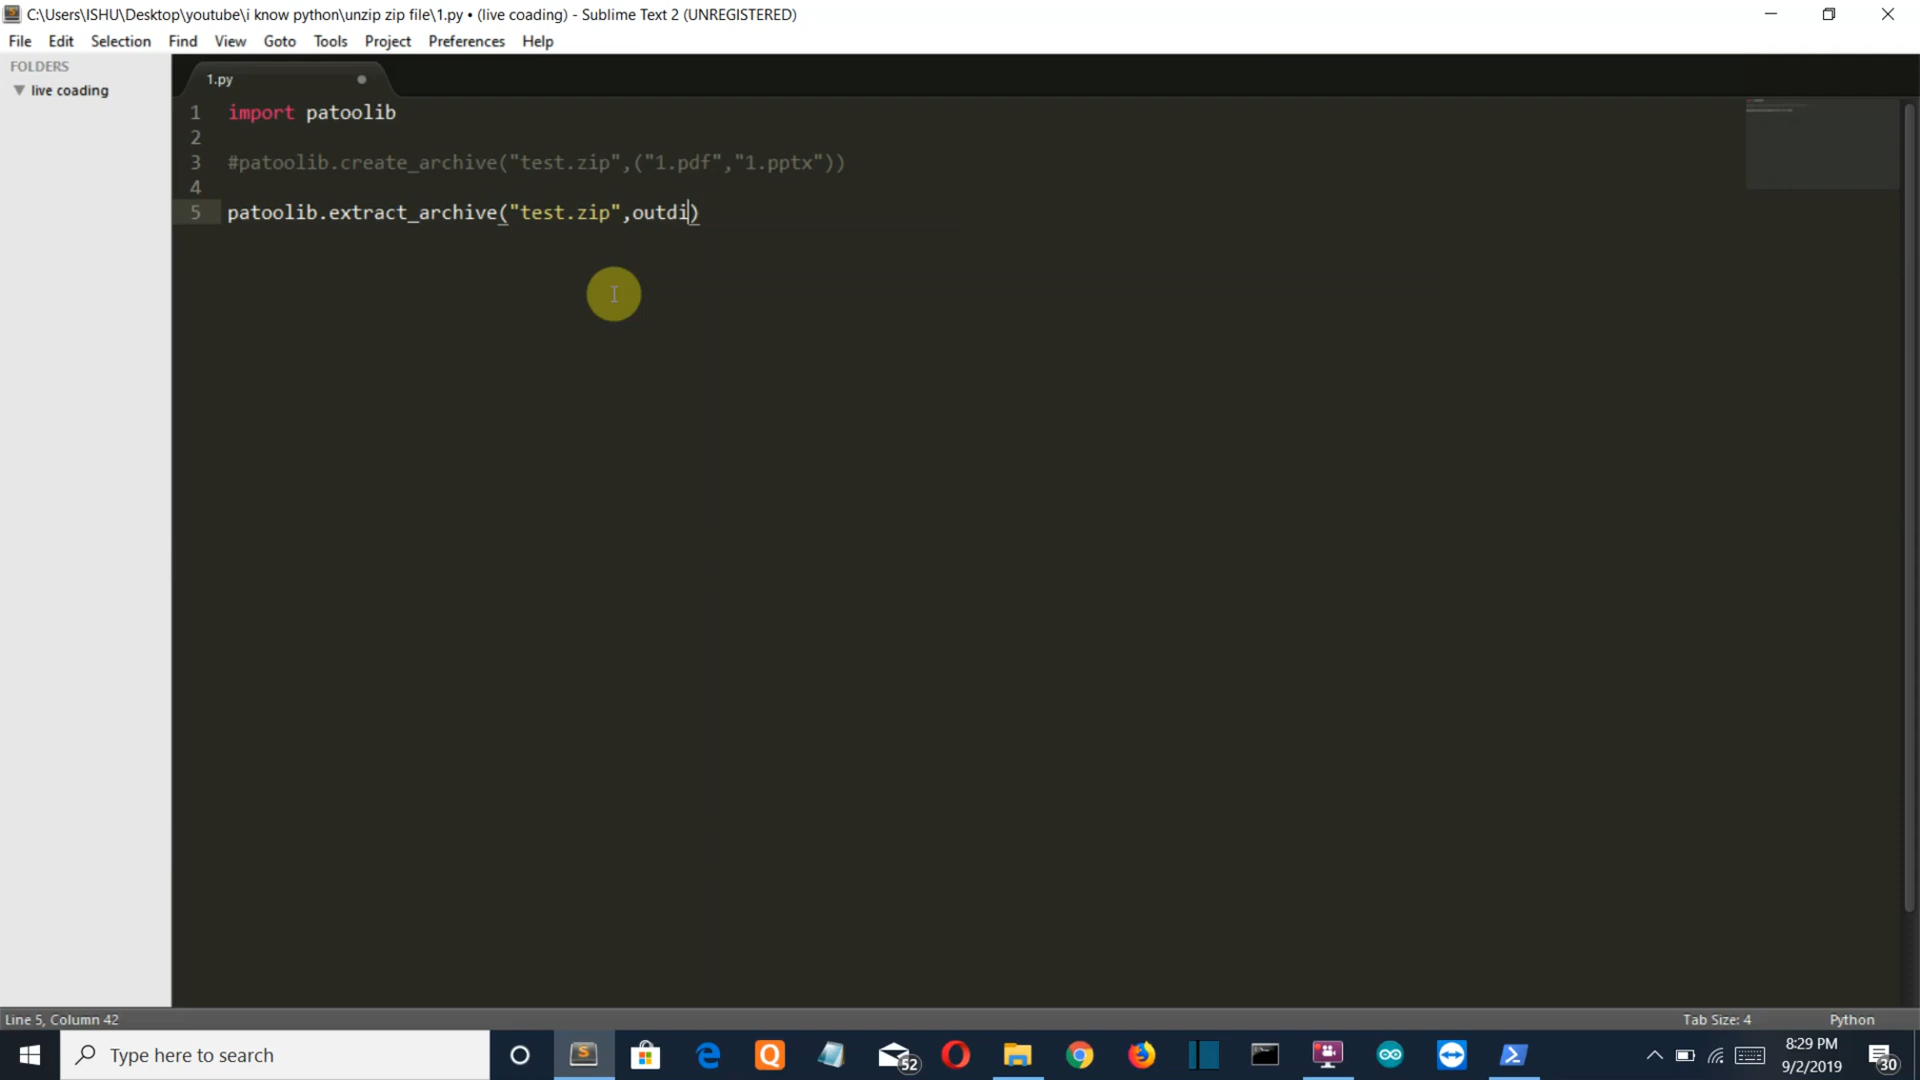 C:\Users\ISHU\Desktop\youtube\i know python\unzip zip file\1.py • (live coading) - Sublime Text 2 (UNREGISTERED)
File Edit Selection Find View Goto Tools Project Preferences Help
FOLDERS
live coading
1.py
1 import patoolib
2
3 #patoolib.create_archive("test.zip",("1.pdf","1.pptx"))
4
5 patoolib.extract_archive("test.zip",outdi)
Line 5, Column 42
Tab Size: 4
Python
Type here to search
52
8:29 PM
9/2/2019
30